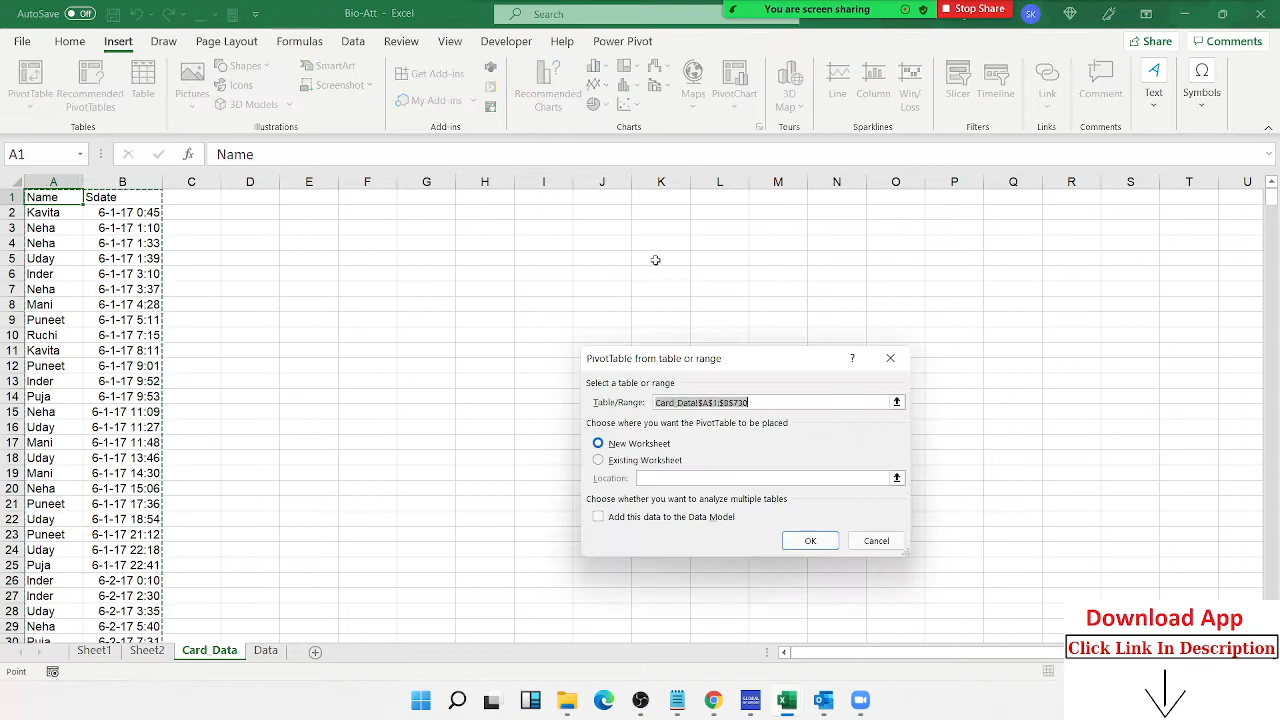 AutoSave Off
Bio-Att - Excel
Search
You are screen sharing
Stop Share
SK
File Home Insert Draw Page Layout Formulas Data Review View Developer Help Power Pivot
Share
Comments
PivotTable
Recommended PivotTables
Table
Tables
Pictures
Shapes
Icons
3D Models
SmartArt
Screenshot
Illustrations
Get Add-ins
My Add-ins
Add-ins
Recommended Charts
Maps
PivotChart
Charts
3D Map
Tours
Line
Column
Win/Loss
Sparklines
Slicer
Timeline
Filters
Link
Links
Comment
Comments
Text
Symbols
A1
fx
Name
A B C D E F G H I J K L M N O P Q R S T U
1 Name Sdate
2 Kavita 6-1-17 0:45
3 Neha 6-1-17 1:10
4 Neha 6-1-17 1:33
5 Uday 6-1-17 1:39
6 Inder 6-1-17 3:10
7 Neha 6-1-17 3:37
8 Mani 6-1-17 4:28
9 Puneet 6-1-17 5:11
10 Ruchi 6-1-17 7:15
11 Kavita 6-1-17 8:11
12 Puneet 6-1-17 9:01
13 Inder 6-1-17 9:52
14 Puja 6-1-17 9:53
15 Neha 6-1-17 11:09
16 Uday 6-1-17 11:27
17 Mani 6-1-17 11:48
18 Uday 6-1-17 13:46
19 Mani 6-1-17 14:30
20 Neha 6-1-17 15:06
21 Puneet 6-1-17 17:36
22 Uday 6-1-17 18:54
23 Puneet 6-1-17 21:12
24 Uday 6-1-17 22:18
25 Puja 6-1-17 22:41
26 Inder 6-2-17 0:10
27 Inder 6-2-17 2:30
28 Uday 6-2-17 3:35
29 Neha 6-2-17 5:40
30 Puja 6-2-17 7:31
PivotTable from table or range
?
Select a table or range
Table/Range: Card_Data!$A$1:$B$730
Choose where you want the PivotTable to be placed
New Worksheet
Existing Worksheet
Location:
Choose whether you want to analyze multiple tables
Add this data to the Data Model
OK
Cancel
Download App
Click Link In Description
Sheet1 Sheet2 Card_Data Data
Point